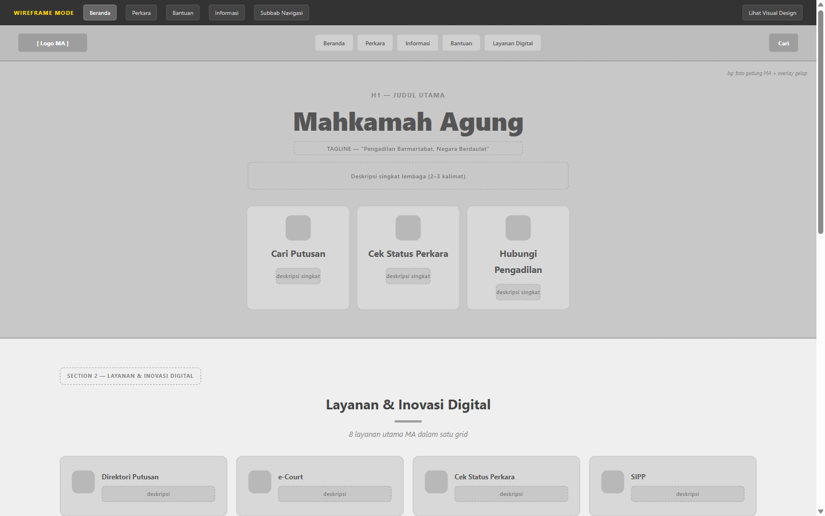 WIREFRAME MODE
Beranda
Perkara
Bantuan
Informasi
Subbab Navigasi
Lihat Visual Design
[ Logo MA ]
Beranda
Perkara
Informasi
Bantuan
Layanan Digital
Cari
bg: foto gedung MA + overlay gelap
H1 — JUDUL UTAMA
Mahkamah Agung
TAGLINE — "Pengadilan Bermartabat, Negara Berdaulat"
Deskripsi singkat lembaga (2–3 kalimat)
Cari Putusan
deskripsi singkat
Cek Status Perkara
deskripsi singkat
Hubungi
Pengadilan
deskripsi singkat
SECTION 2 — LAYANAN & INOVASI DIGITAL
Layanan & Inovasi Digital
8 layanan utama MA dalam satu grid
Direktori Putusan
deskripsi
e-Court
deskripsi
Cek Status Perkara
deskripsi
SIPP
deskripsi